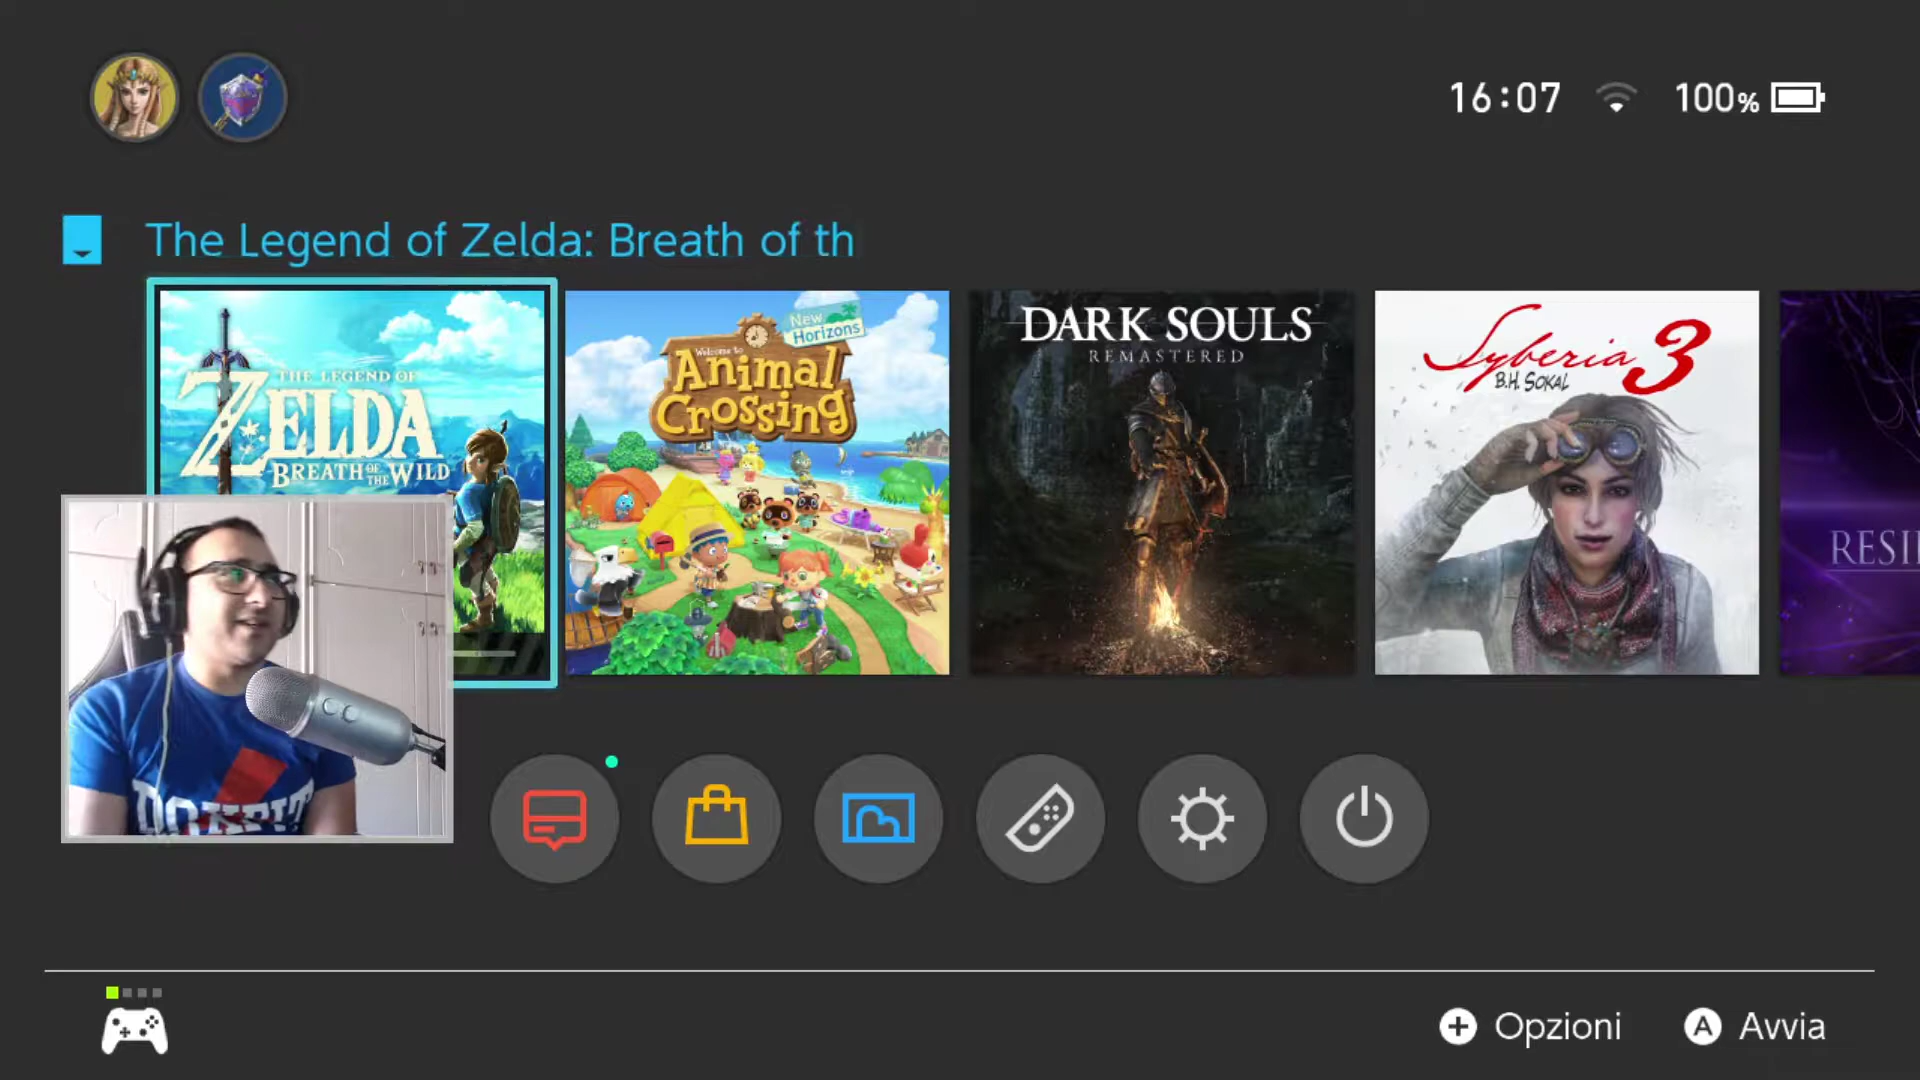 16:07
100%
The Legend of Zelda: Breath of th
THE LEGEND OF
ZELDA
BREATH OF THE WILD
New
Horizons
Welcome to
Animal
Crossing
DARK SOULS
REMASTERED
Syberia 3
B.H. SOKAL
RESI
+ Opzioni
A Avvia